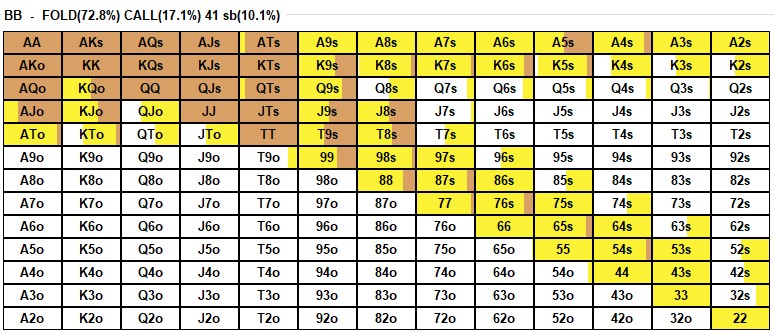 BB - FOLD(72.8%) CALL(17.1%) 41 sb(10.1%)
AA AKs AQs AJs ATs A9s A8s A7s A6s A5s A4s A3s A2s
AKo KK KQs KJs KTs K9s K8s K7s K6s K5s K4s K3s K2s
AQo KQo QQ QJs QTs Q9s Q8s Q7s Q6s Q5s Q4s Q3s Q2s
AJo KJo QJo JJ JTs J9s J8s J7s J6s J5s J4s J3s J2s
ATo KTo QTo JTo TT T9s T8s T7s T6s T5s T4s T3s T2s
A9o K9o Q9o J9o T9o 99 98s 97s 96s 95s 94s 93s 92s
A8o K8o Q8o J8o T8o 98o 88 87s 86s 85s 84s 83s 82s
A7o K7o Q7o J7o T7o 97o 87o 77 76s 75s 74s 73s 72s
A6o K6o Q6o J6o T6o 96o 86o 76o 66 65s 64s 63s 62s
A5o K5o Q5o J5o T5o 95o 85o 75o 65o 55 54s 53s 52s
A4o K4o Q4o J4o T4o 94o 84o 74o 64o 54o 44 43s 42s
A3o K3o Q3o J3o T3o 93o 83o 73o 63o 53o 43o 33 32s
A2o K2o Q2o J2o T2o 92o 82o 72o 62o 52o 42o 32o 22